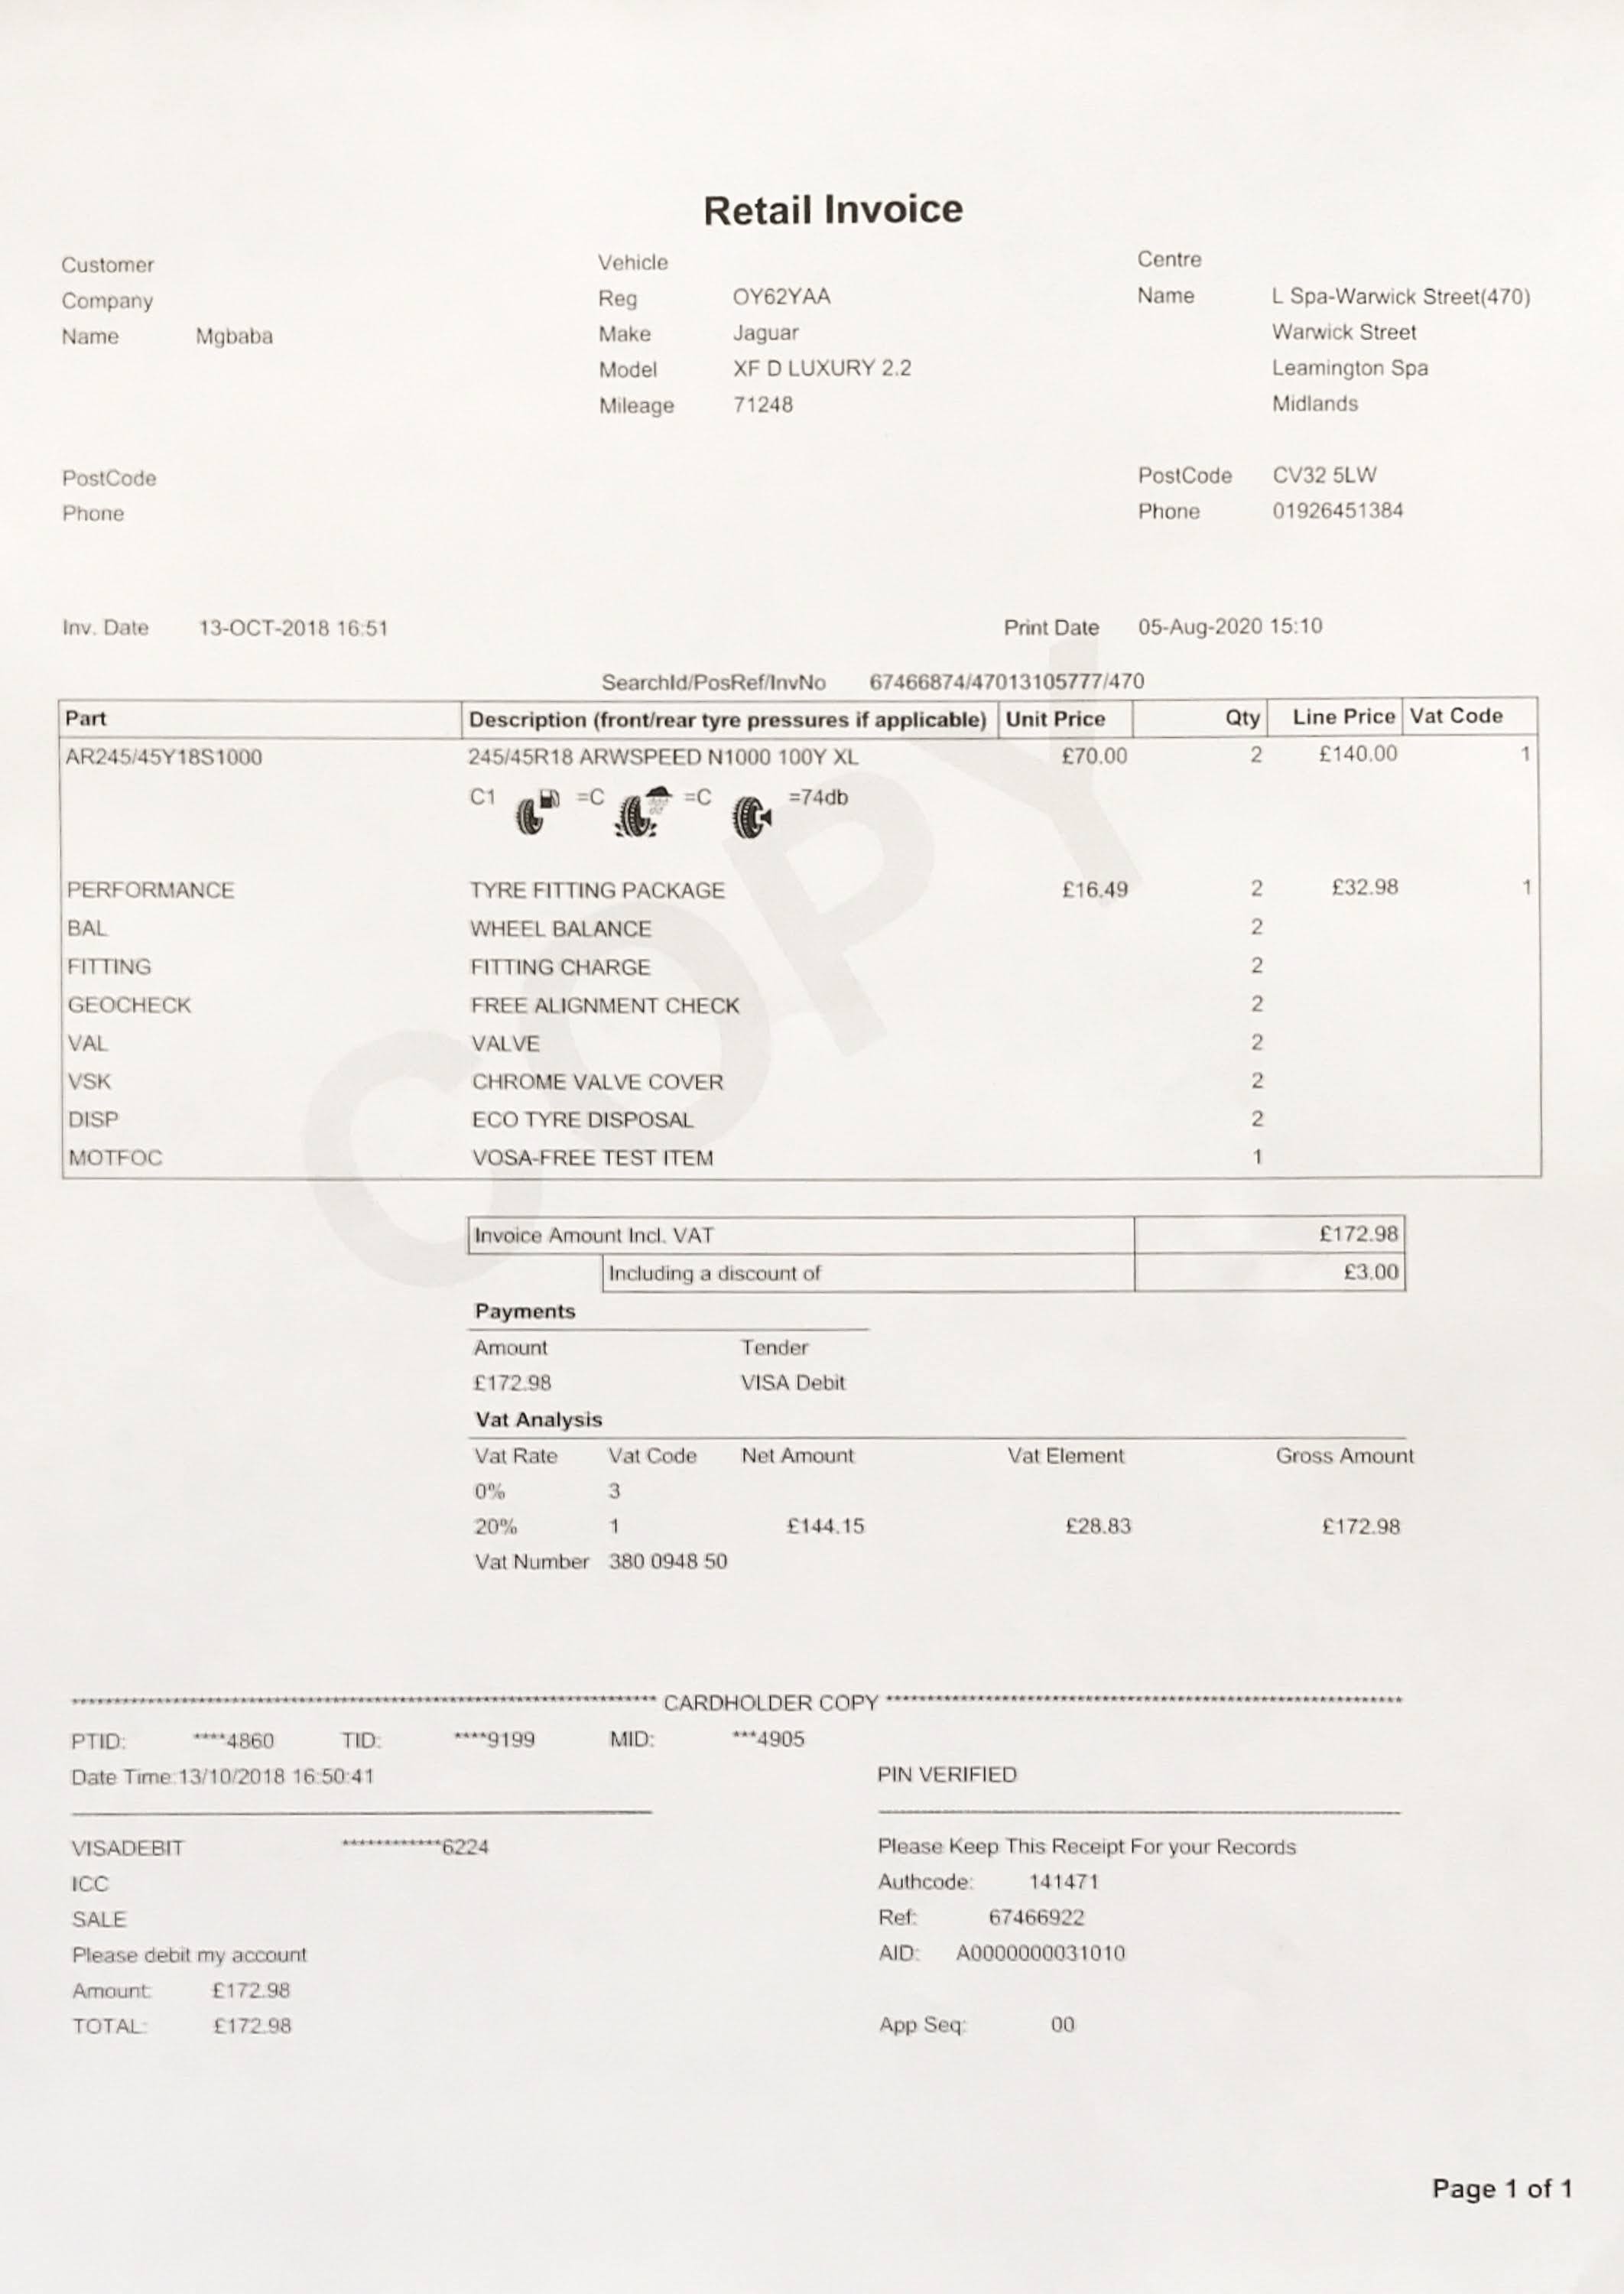 Retail Invoice
Customer
Company
Name Mgbaba
PostCode
Phone
Vehicle
Reg OY62YAA
Make Jaguar
Model XF D LUXURY 2.2
Mileage 71248
Centre
Name L Spa-Warwick Street(470)
Warwick Street
Leamington Spa
Midlands
PostCode CV32 5LW
Phone 01926451384
Inv. Date 13-OCT-2018 16:51 Print Date 05-Aug-2020 15:10
SearchId/PosRef/InvNo 67466874/47013105777/470
Part Description (front/rear tyre pressures if applicable) Unit Price Qty Line Price Vat Code
AR245/45Y18S1000 245/45R18 ARWSPEED N1000 100Y XL £70.00 2 £140.00 1
C1 =C =C =74db
PERFORMANCE TYRE FITTING PACKAGE £16.49 2 £32.98 1
BAL WHEEL BALANCE 2
FITTING FITTING CHARGE 2
GEOCHECK FREE ALIGNMENT CHECK 2
VAL VALVE 2
VSK CHROME VALVE COVER 2
DISP ECO TYRE DISPOSAL 2
MOTFOC VOSA-FREE TEST ITEM 1
COPY
Invoice Amount Incl. VAT £172.98
Including a discount of £3.00
Payments
Amount Tender
£172.98 VISA Debit
Vat Analysis
Vat Rate Vat Code Net Amount Vat Element Gross Amount
0% 3
20% 1 £144.15 £28.83 £172.98
Vat Number 380 0948 50
CARDHOLDER COPY
PTID: ****4860 TID: ****9199 MID: ***4905
Date Time:13/10/2018 16:50:41 PIN VERIFIED
VISADEBIT ************6224 Please Keep This Receipt For your Records
ICC Authcode: 141471
SALE Ref: 67466922
Please debit my account AID: A0000000031010
Amount: £172.98
TOTAL: £172.98 App Seq: 00
Page 1 of 1